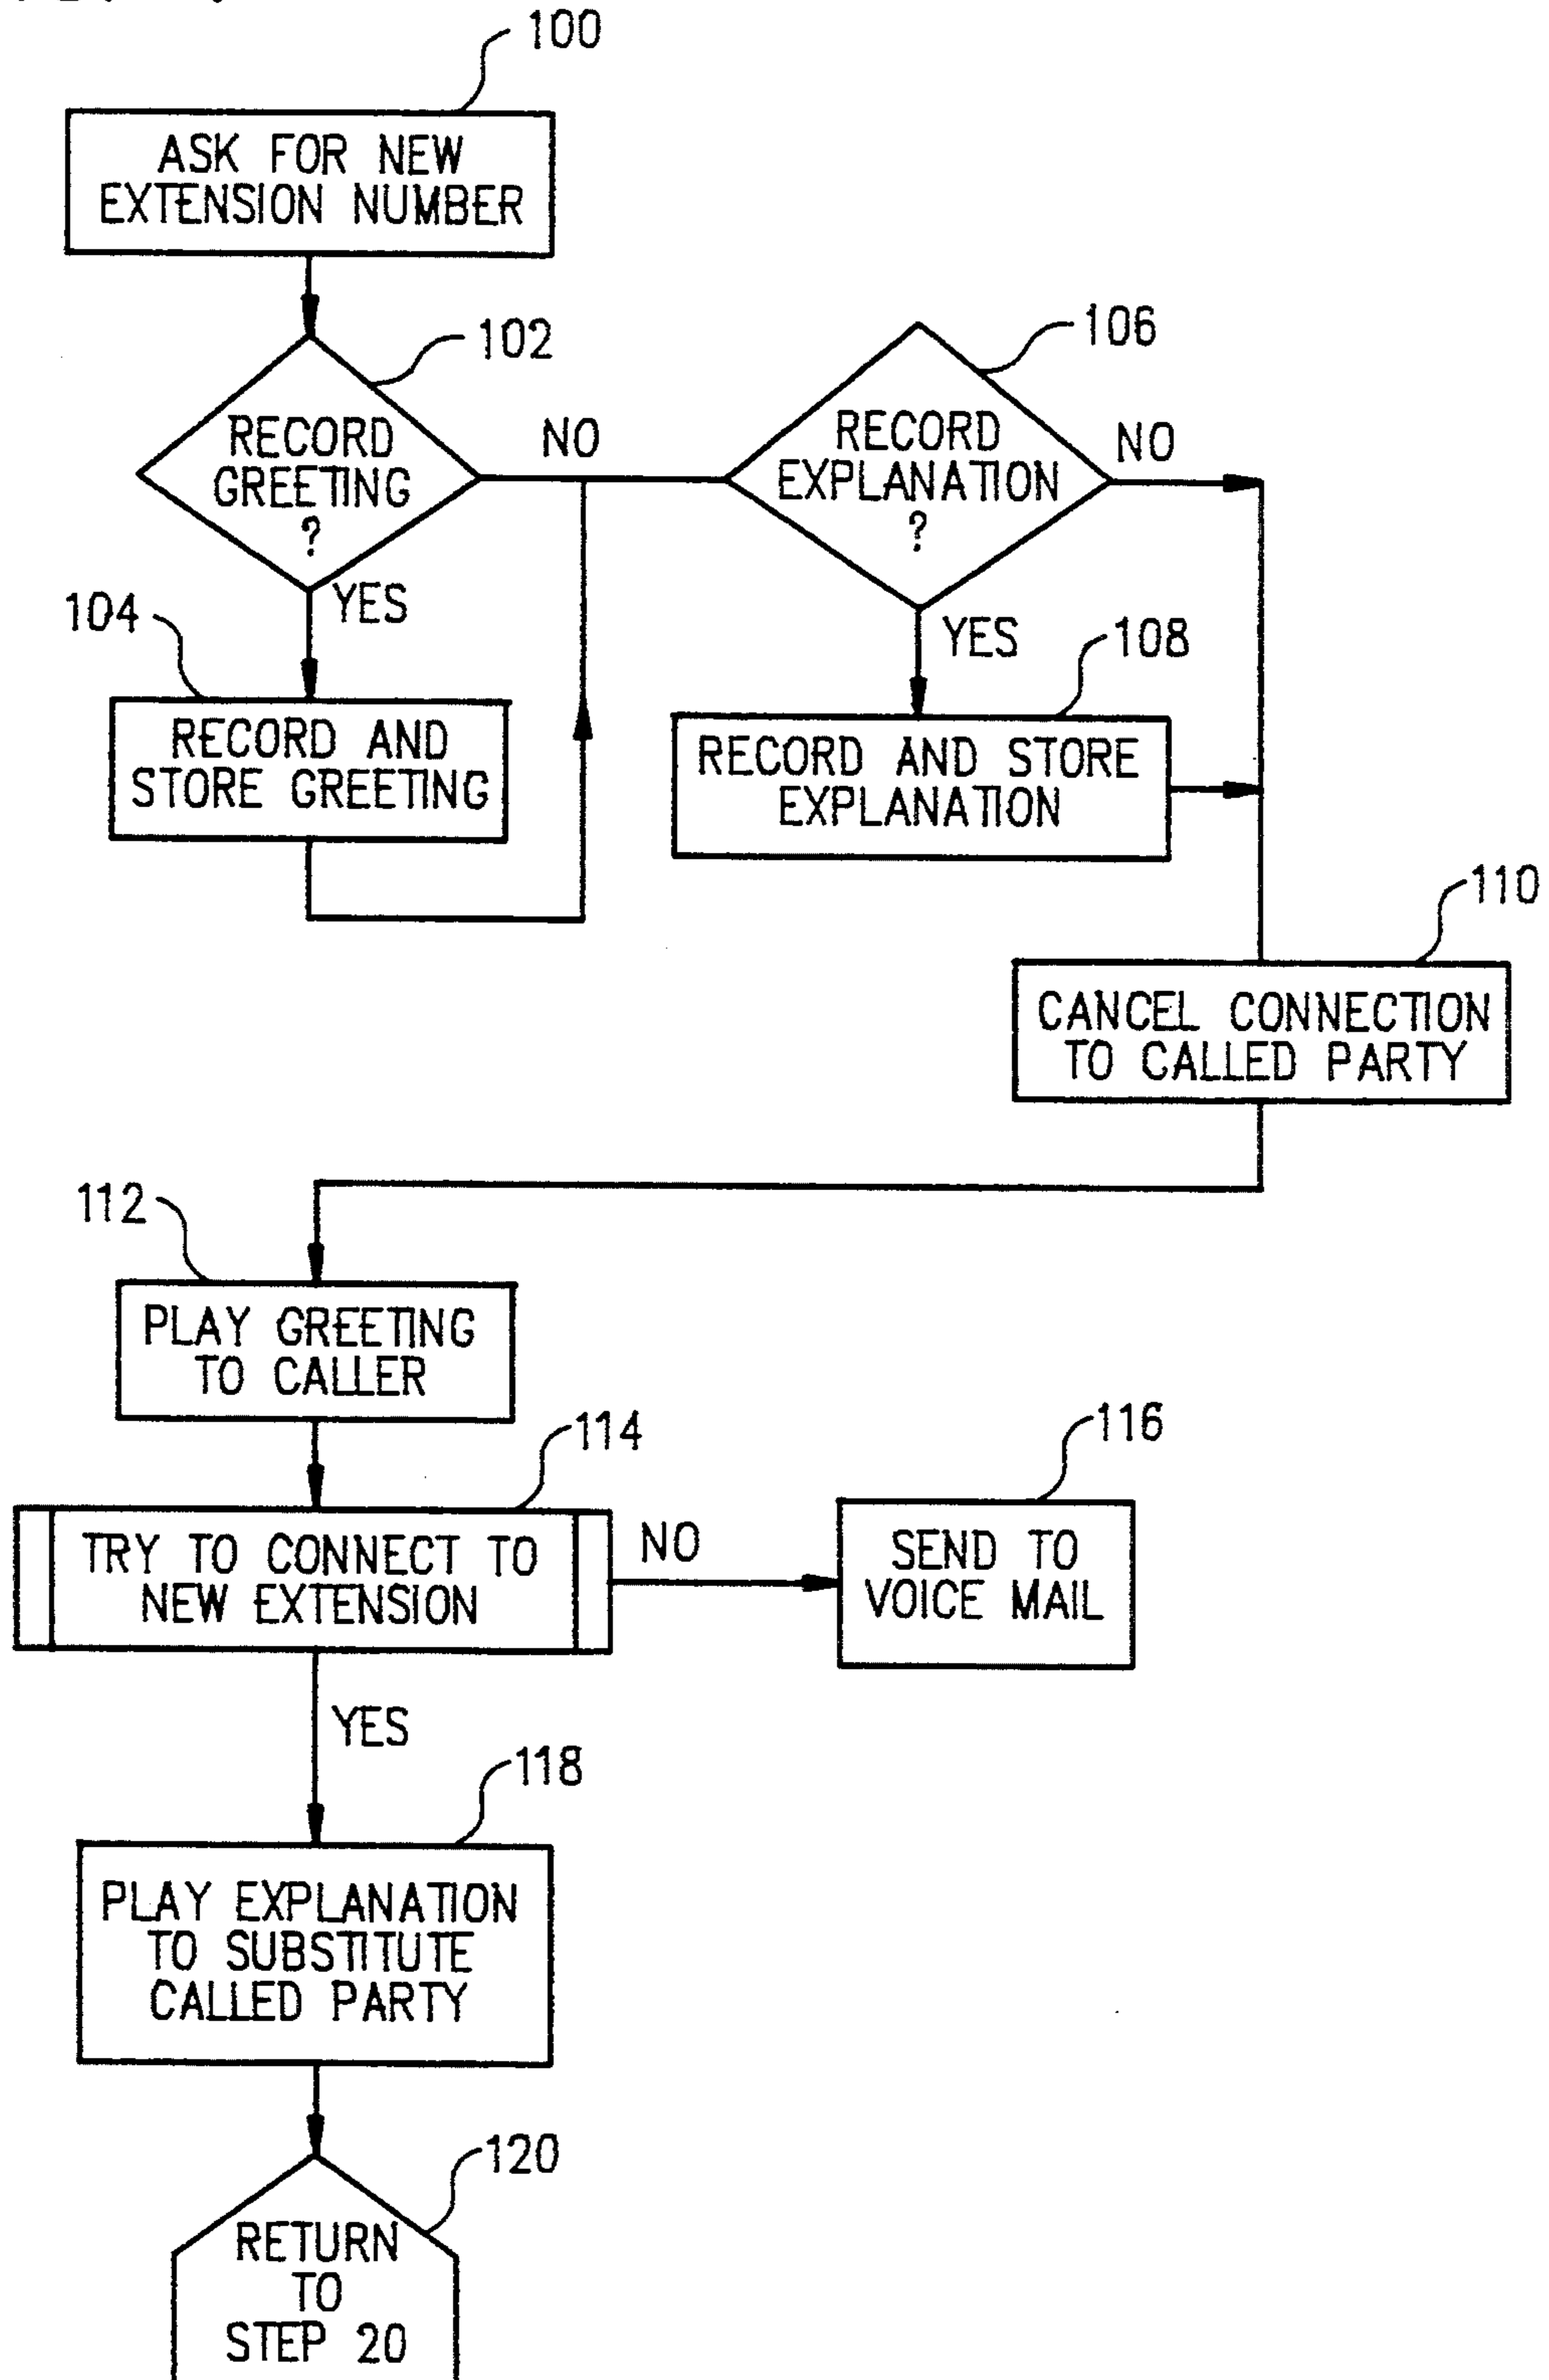 100
ASK FOR NEW
EXTENSION NUMBER
102
RECORD
GREETING
?
NO
YES
106
RECORD
EXPLANATION
?
NO
YES
104
RECORD AND
STORE GREETING
108
RECORD AND STORE
EXPLANATION
110
CANCEL CONNECTION
TO CALLED PARTY
112
PLAY GREETING
TO CALLER
114
TRY TO CONNECT TO
NEW EXTENSION
NO
116
SEND TO
VOICE MAIL
YES
118
PLAY EXPLANATION
TO SUBSTITUTE
CALLED PARTY
120
RETURN
TO
STEP 20